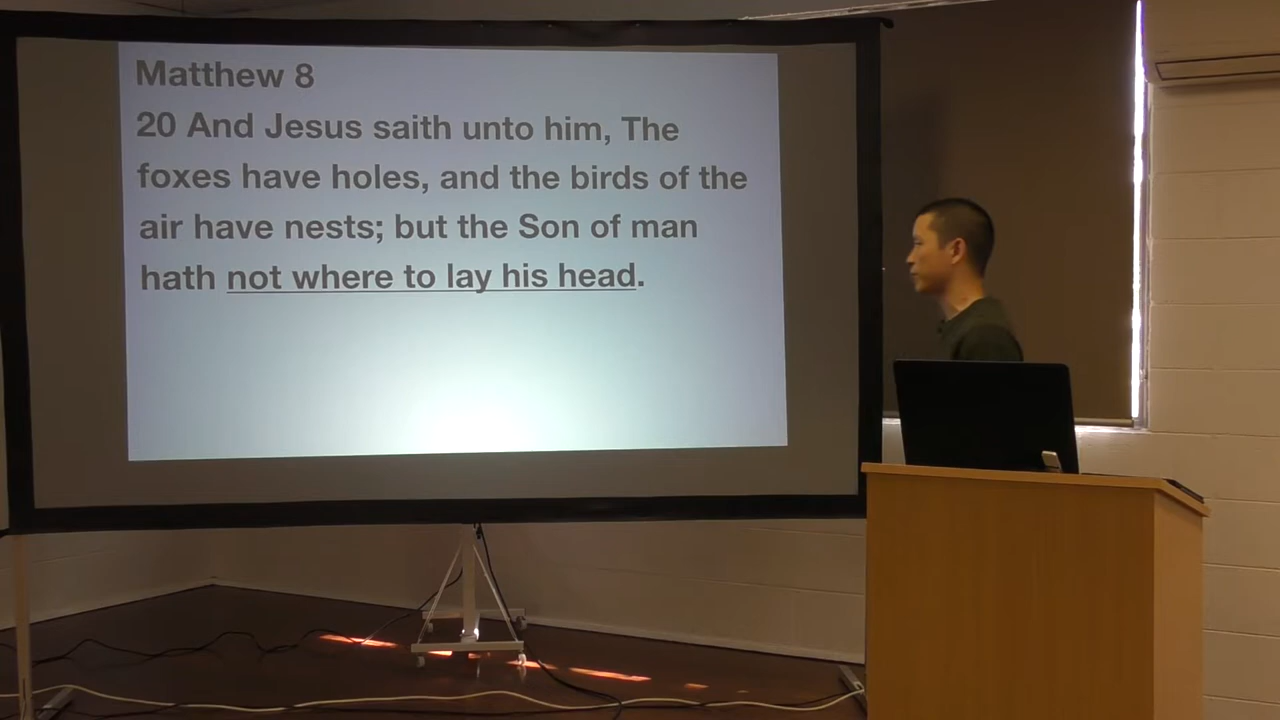 Matthew 8
20 And Jesus saith unto him, The
foxes have holes, and the birds of the
air have nests; but the Son of man
hath not where to lay his head.